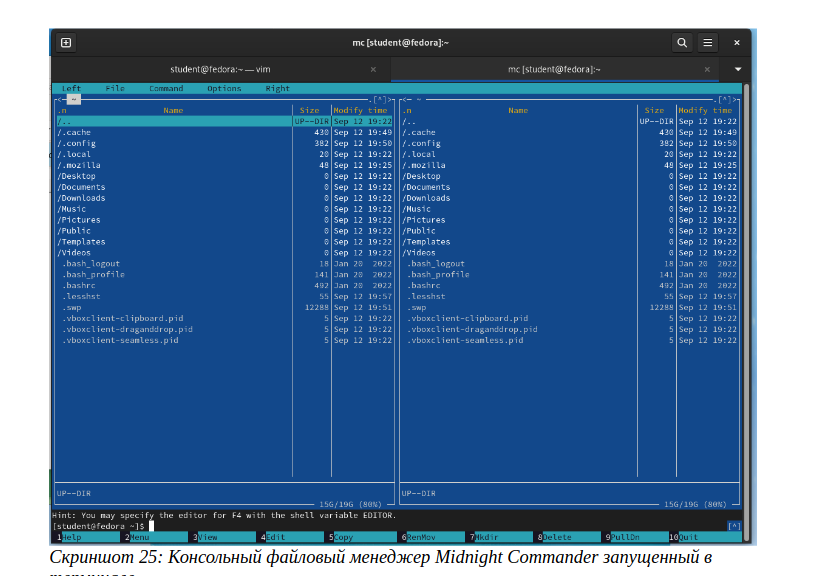 mc [student@fedora]:~
student@fedora:~ — vim × mc [student@fedora]:~ ×
Left File Command Options Right
<- ~ .[^]> <- ~ .[^]>
.n Name Size Modify time .n Name Size Modify time
/.. UP--DIR Sep 12 19:22 /.. UP--DIR Sep 12 19:22
/.cache 430 Sep 12 19:49 /.cache 430 Sep 12 19:49
/.config 382 Sep 12 19:50 /.config 382 Sep 12 19:50
/.local 20 Sep 12 19:22 /.local 20 Sep 12 19:22
/.mozilla 48 Sep 12 19:25 /.mozilla 48 Sep 12 19:25
/Desktop 0 Sep 12 19:22 /Desktop 0 Sep 12 19:22
/Documents 0 Sep 12 19:22 /Documents 0 Sep 12 19:22
/Downloads 0 Sep 12 19:22 /Downloads 0 Sep 12 19:22
/Music 0 Sep 12 19:22 /Music 0 Sep 12 19:22
/Pictures 0 Sep 12 19:22 /Pictures 0 Sep 12 19:22
/Public 0 Sep 12 19:22 /Public 0 Sep 12 19:22
/Templates 0 Sep 12 19:22 /Templates 0 Sep 12 19:22
/Videos 0 Sep 12 19:22 /Videos 0 Sep 12 19:22
.bash_logout 18 Jan 20 2022 .bash_logout 18 Jan 20 2022
.bash_profile 141 Jan 20 2022 .bash_profile 141 Jan 20 2022
.bashrc 492 Jan 20 2022 .bashrc 492 Jan 20 2022
.lesshst 55 Sep 12 19:57 .lesshst 55 Sep 12 19:57
.swp 12288 Sep 12 19:51 .swp 12288 Sep 12 19:51
.vboxclient-clipboard.pid 5 Sep 12 19:22 .vboxclient-clipboard.pid 5 Sep 12 19:22
.vboxclient-draganddrop.pid 5 Sep 12 19:22 .vboxclient-draganddrop.pid 5 Sep 12 19:22
.vboxclient-seamless.pid 5 Sep 12 19:22 .vboxclient-seamless.pid 5 Sep 12 19:22
UP--DIR UP--DIR
15G/19G (80%) 15G/19G (80%)
Hint: You may specify the editor for F4 with the shell variable EDITOR.
[student@fedora ~]$ [^]
1Help 2Menu 3View 4Edit 5Copy 6RenMov 7Mkdir 8Delete 9PullDn 10Quit
Скриншот 25: Консольный файловый менеджер Midnight Commander запущенный в